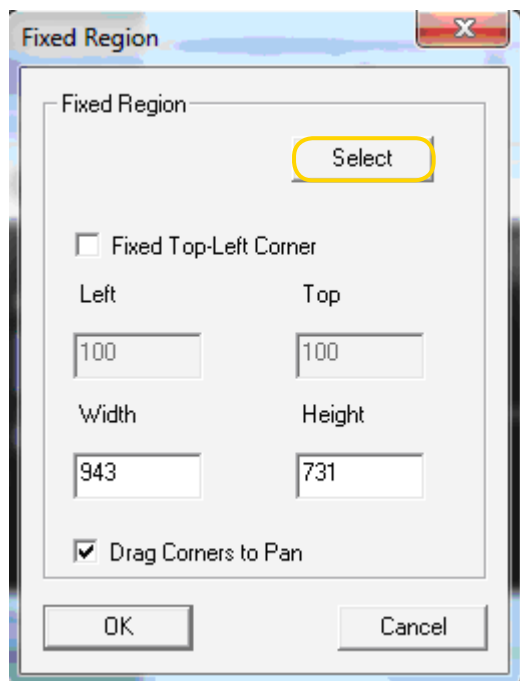 Fixed Region
Fixed Region
Select
Fixed Top-Left Corner
Left Top
100 100
Width Height
943 731
Drag Corners to Pan
OK Cancel